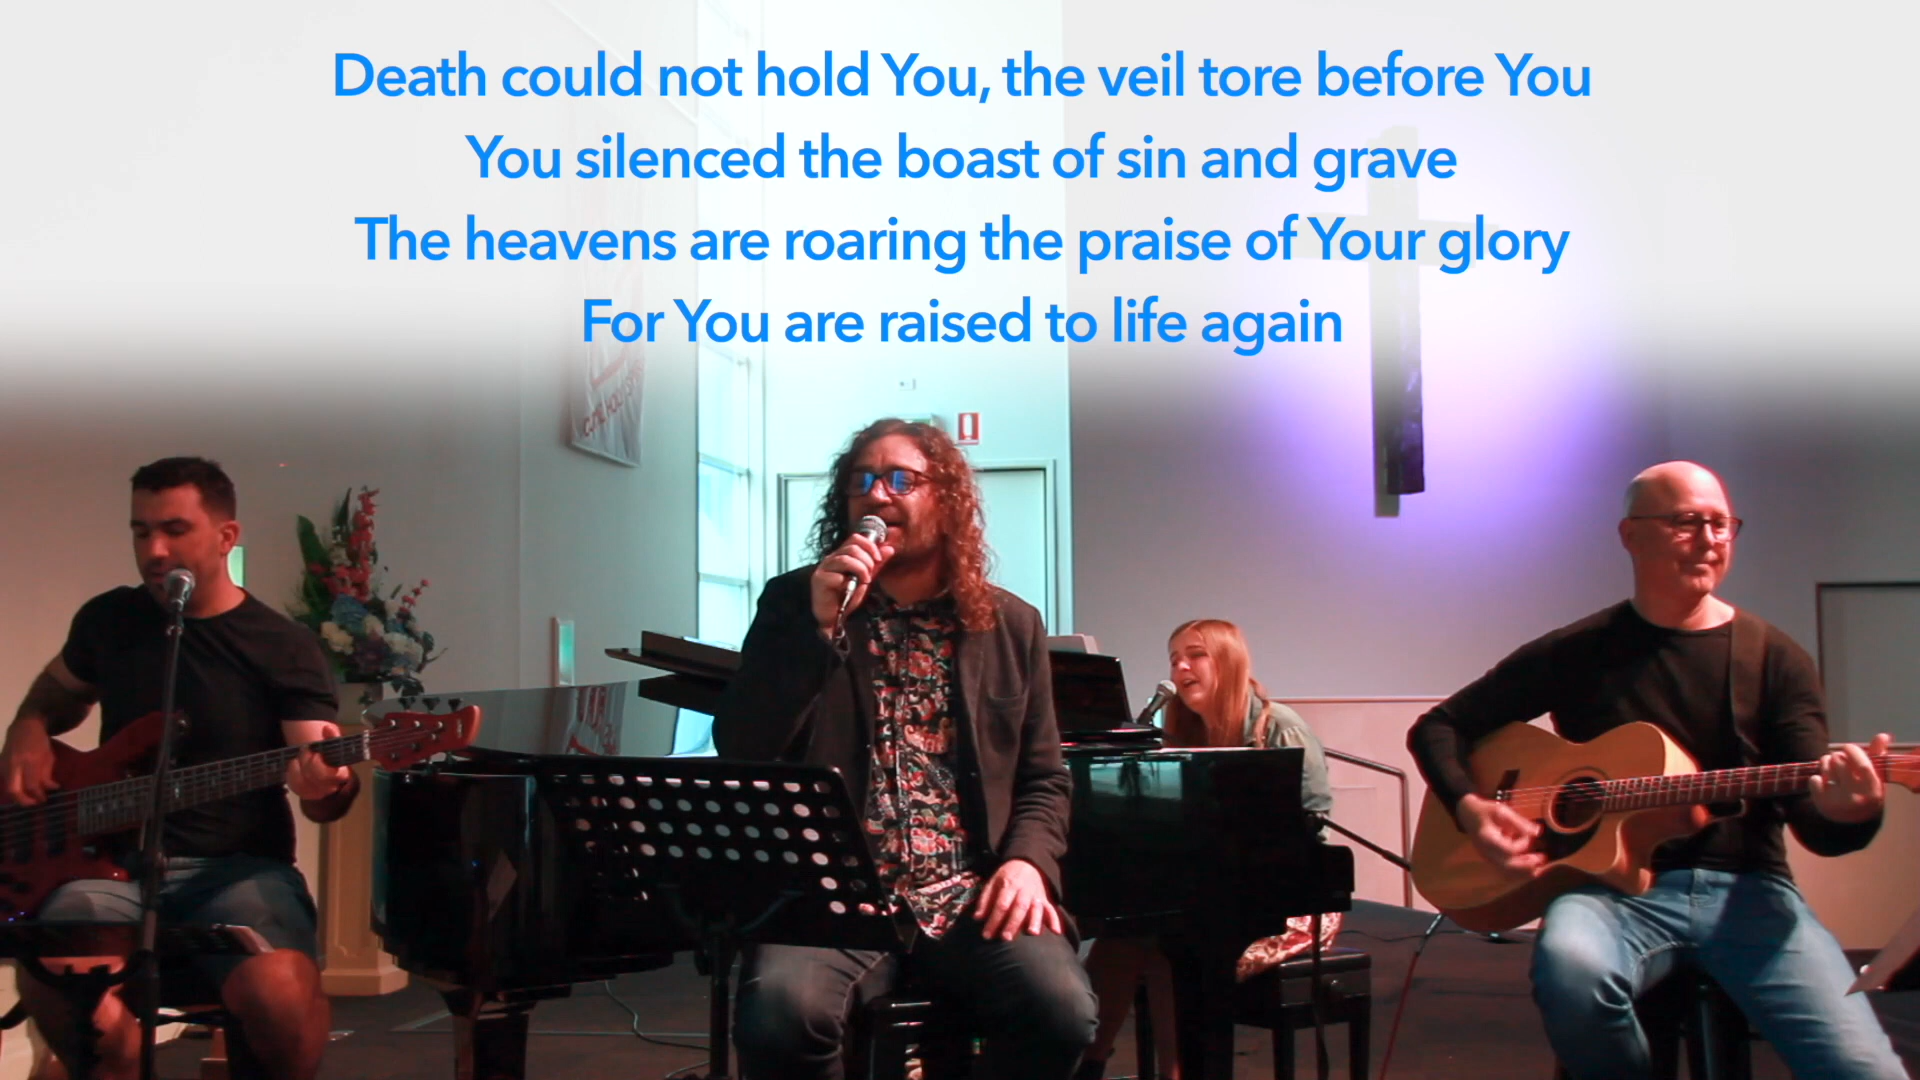 Death could not hold You, the veil tore before You
You silenced the boast of sin and grave
The heavens are roaring the praise of Your glory
For You are raised to life again